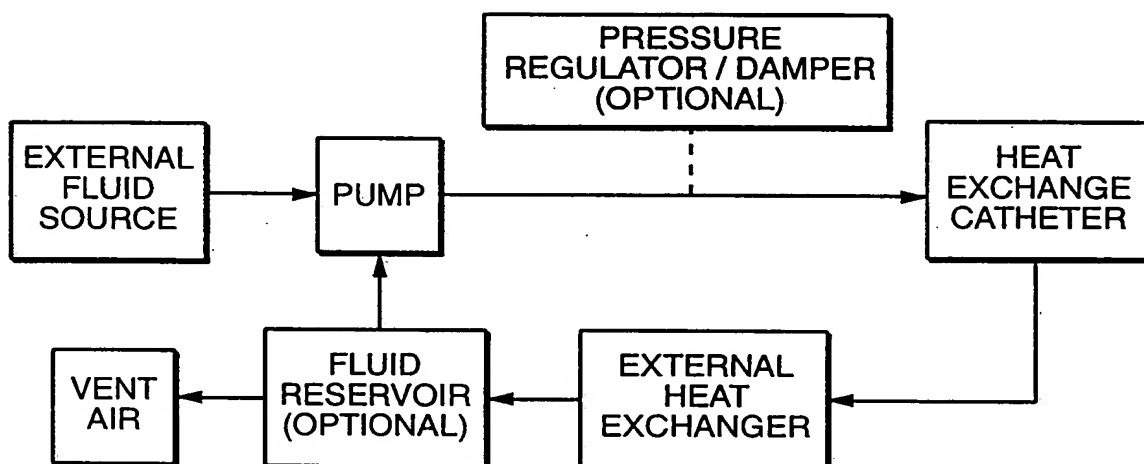 PRESSURE
REGULATOR / DAMPER
(OPTIONAL)
EXTERNAL
FLUID
SOURCE
PUMP
HEAT
EXCHANGE
CATHETER
VENT
AIR
FLUID
RESERVOIR
(OPTIONAL)
EXTERNAL
HEAT
EXCHANGER